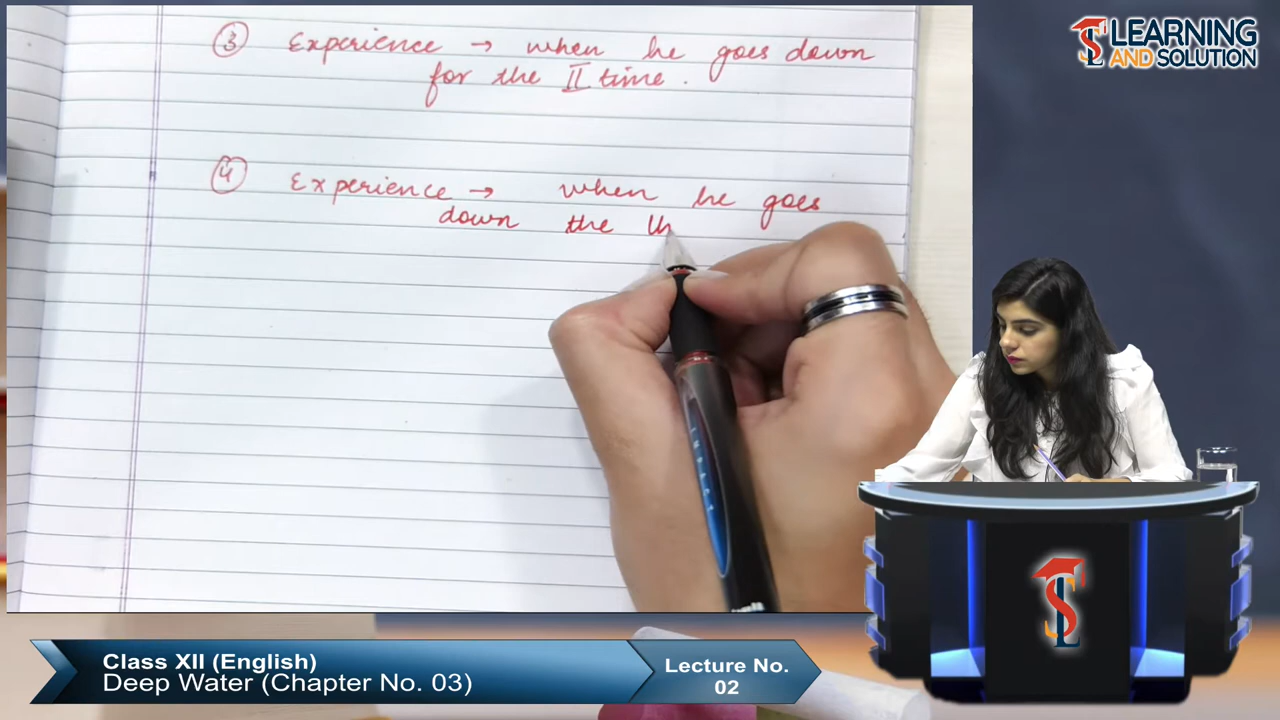 ③ Experience → when he goes down
for the II time.
④ Experience → when he goes
down the th
LEARNING
AND SOLUTION
Class XII (English)
Deep Water (Chapter No. 03)
Lecture No.
02